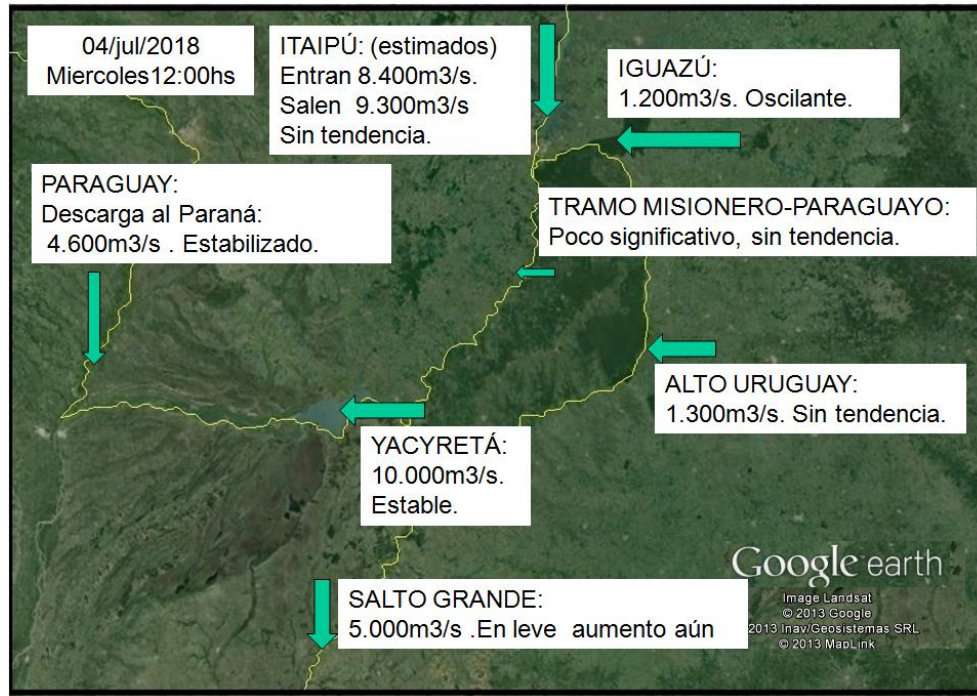 04/jul/2018
Miercoles12:00hs
ITAIPÚ: (estimados)
Entran 8.400m3/s.
Salen 9.300m3/s
Sin tendencia.
IGUAZÚ:
1.200m3/s. Oscilante.
PARAGUAY:
Descarga al Paraná:
4.600m3/s . Estabilizado.
TRAMO MISIONERO-PARAGUAYO:
Poco significativo, sin tendencia.
ALTO URUGUAY:
1.300m3/s. Sin tendencia.
YACYRETÁ:
10.000m3/s.
Estable.
SALTO GRANDE:
5.000m3/s .En leve aumento aún
Google earth
Image Landsat
© 2013 Google
2013 Inav/Geosistemas SRL
© 2013 MapLink